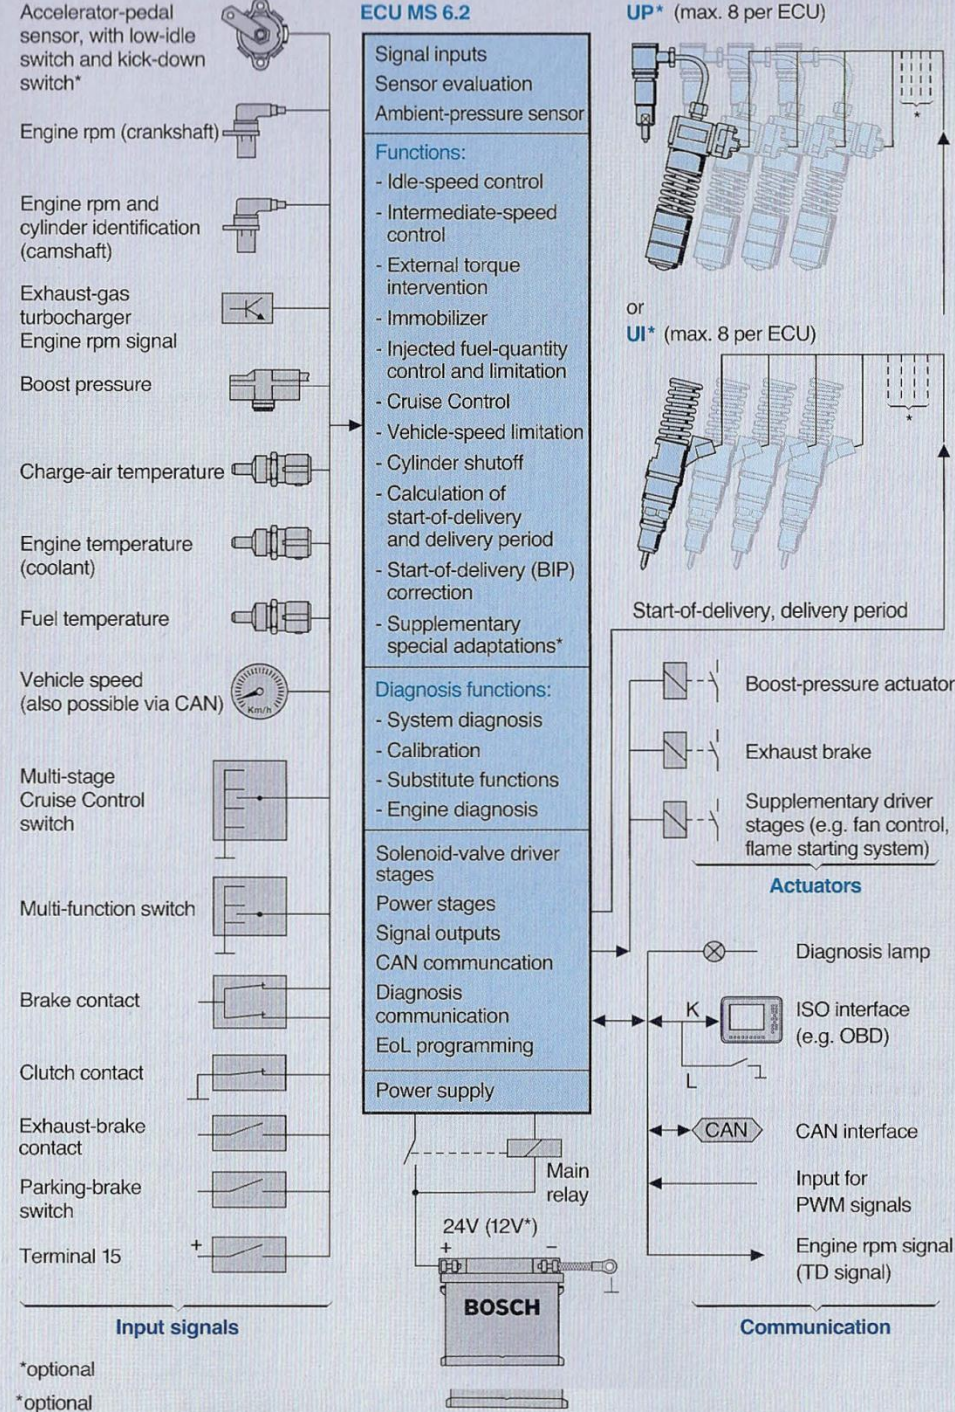 Accelerator-pedal
sensor, with low-idle
switch and kick-down
switch*
Engine rpm (crankshaft)
Engine rpm and
cylinder identification
(camshaft)
Exhaust-gas
turbocharger
Engine rpm signal
Boost pressure
Charge-air temperature
Engine temperature
(coolant)
Fuel temperature
Vehicle speed
(also possible via CAN)
Km/h
Multi-stage
Cruise Control
switch
Multi-function switch
Brake contact
Clutch contact
Exhaust-brake
contact
Parking-brake
switch
Terminal 15
+
Input signals
*optional
*optional
ECU MS 6.2
Signal inputs
Sensor evaluation
Ambient-pressure sensor
Functions:
- Idle-speed control
- Intermediate-speed
control
- External torque
intervention
- Immobilizer
- Injected fuel-quantity
control and limitation
- Cruise Control
- Vehicle-speed limitation
- Cylinder shutoff
- Calculation of
start-of-delivery
and delivery period
- Start-of-delivery (BIP)
correction
- Supplementary
special adaptations*
Diagnosis functions:
- System diagnosis
- Calibration
- Substitute functions
- Engine diagnosis
Solenoid-valve driver
stages
Power stages
Signal outputs
CAN communcation
Diagnosis
communication
EoL programming
Power supply
Main
relay
24V (12V*)
+ −
BOSCH
UP* (max. 8 per ECU)
*
or
UI* (max. 8 per ECU)
*
Start-of-delivery, delivery period
Boost-pressure actuator
Exhaust brake
Supplementary driver
stages (e.g. fan control,
flame starting system)
Actuators
Diagnosis lamp
K
ISO interface
(e.g. OBD)
L
CAN
CAN interface
Input for
PWM signals
Engine rpm signal
(TD signal)
Communication